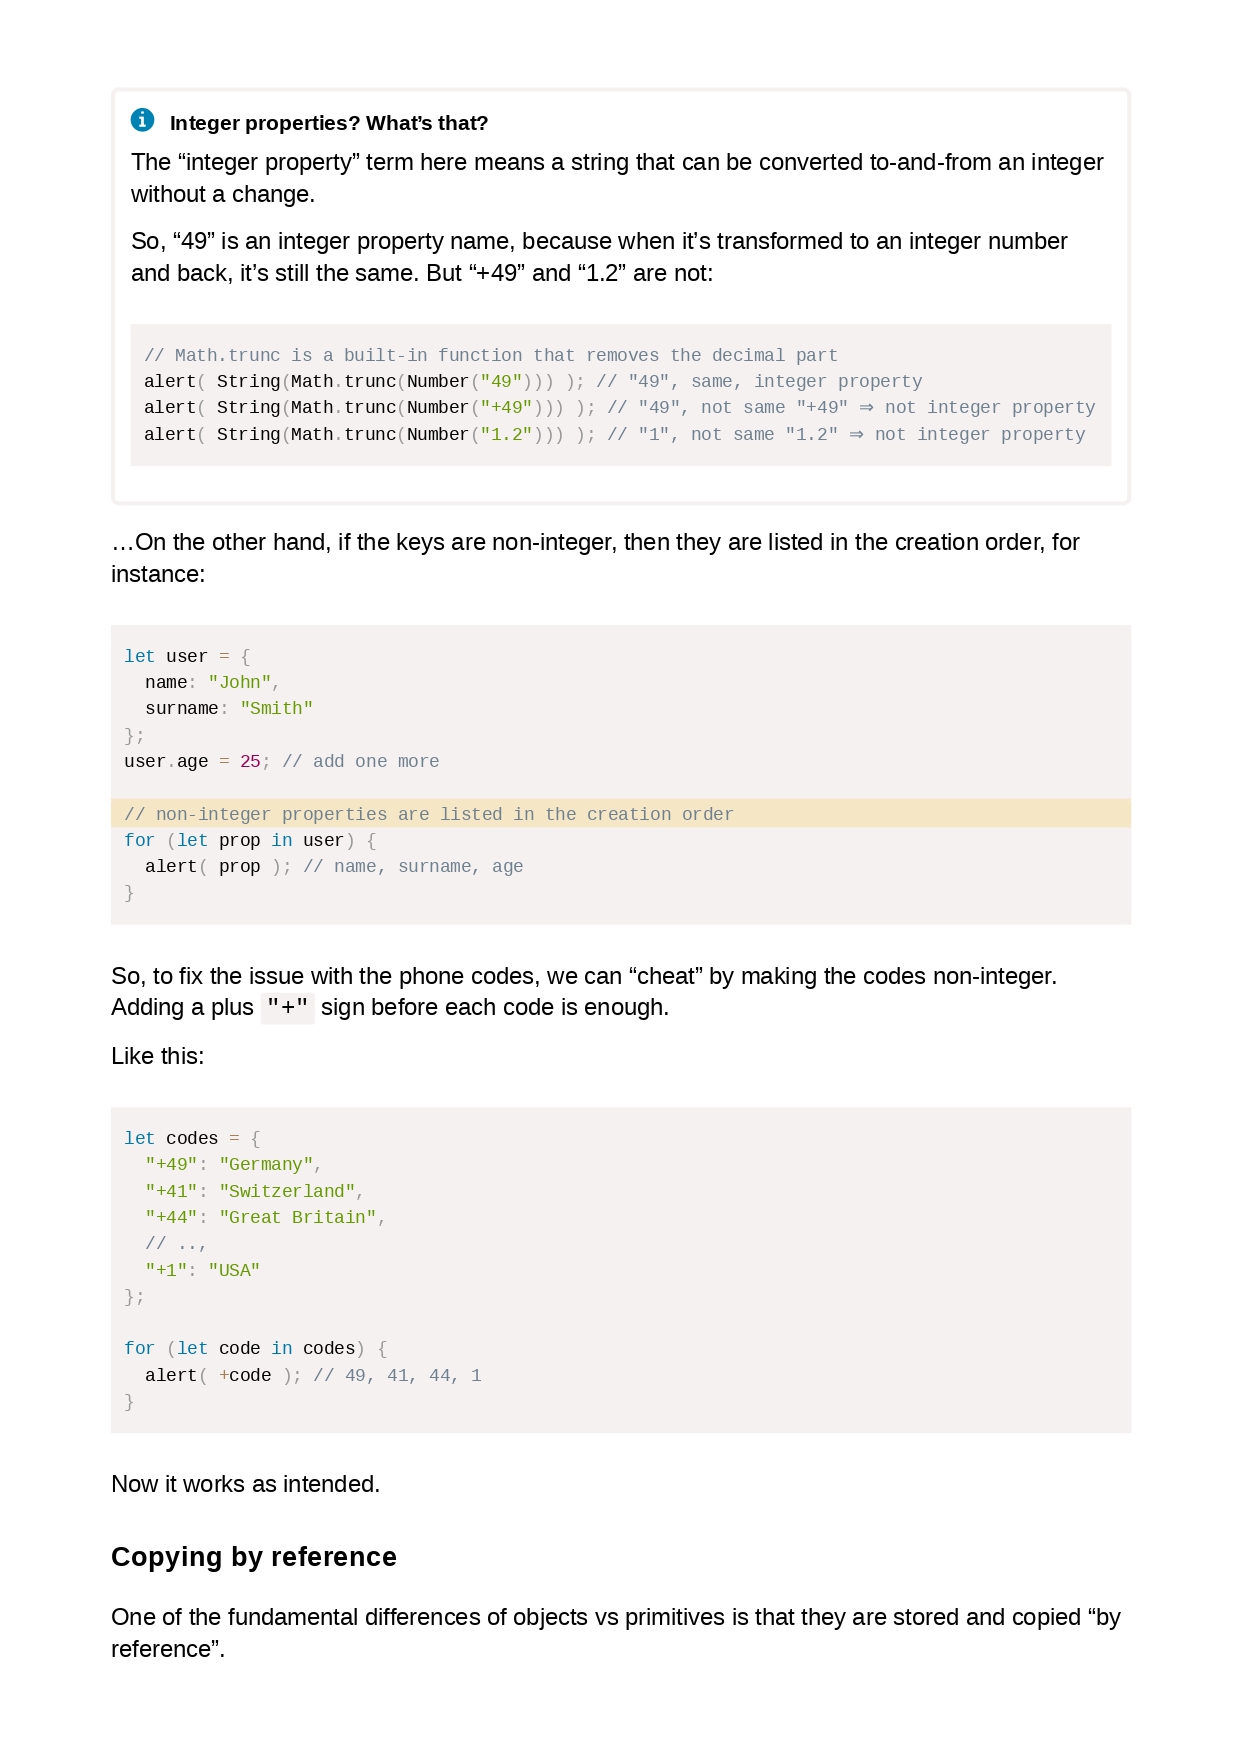 Integer properties? What’s that?
The “integer property” term here means a string that can be converted to-and-from an integer
without a change.
So, “49” is an integer property name, because when it’s transformed to an integer number
and back, it’s still the same. But “+49” and “1.2” are not:
// Math.trunc is a built-in function that removes the decimal part
alert( String(Math.trunc(Number("49"))) ); // "49", same, integer property
alert( String(Math.trunc(Number("+49"))) ); // "49", not same "+49" ⇒ not integer property
alert( String(Math.trunc(Number("1.2"))) ); // "1", not same "1.2" ⇒ not integer property
…On the other hand, if the keys are non-integer, then they are listed in the creation order, for
instance:
let user = {
  name: "John",
  surname: "Smith"
};
user.age = 25; // add one more
// non-integer properties are listed in the creation order
for (let prop in user) {
  alert( prop ); // name, surname, age
}
So, to fix the issue with the phone codes, we can “cheat” by making the codes non-integer.
Adding a plus "+" sign before each code is enough.
Like this:
let codes = {
  "+49": "Germany",
  "+41": "Switzerland",
  "+44": "Great Britain",
  // ..,
  "+1": "USA"
};
for (let code in codes) {
  alert( +code ); // 49, 41, 44, 1
}
Now it works as intended.
Copying by reference
One of the fundamental differences of objects vs primitives is that they are stored and copied “by
reference”.